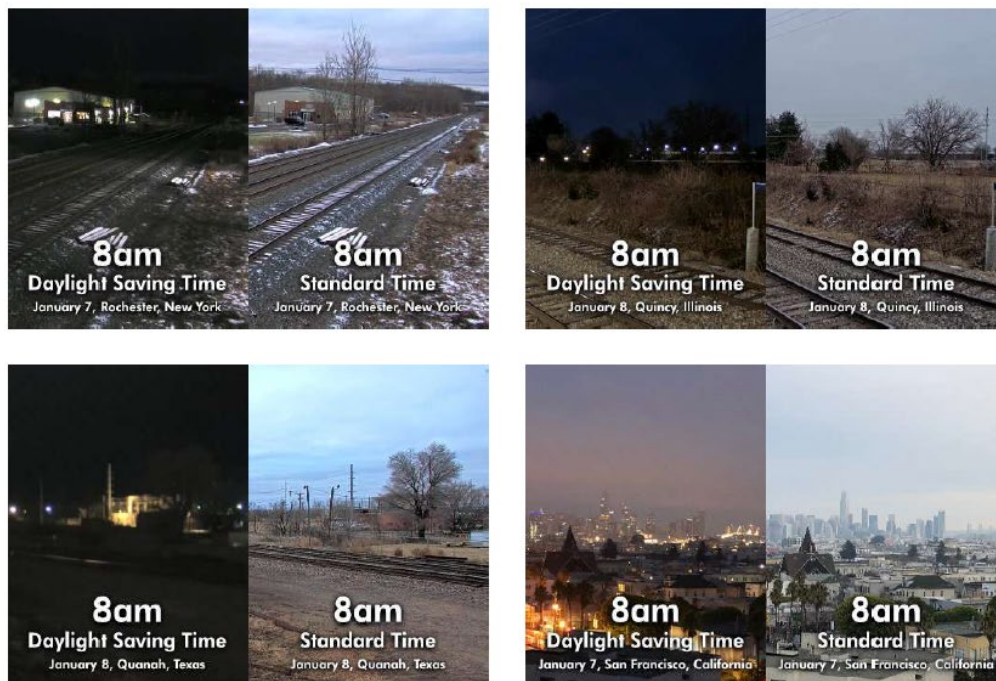 8am
Daylight Saving Time
January 7, Rochester, New York
8am
Standard Time
January 7, Rochester, New York
8am
Daylight Saving Time
January 8, Quincy, Illinois
8am
Standard Time
January 8, Quincy, Illinois
8am
Daylight Saving Time
January 8, Quanah, Texas
8am
Standard Time
January 8, Quanah, Texas
8am
Daylight Saving Time
January 7, San Francisco, California
8am
Standard Time
January 7, San Francisco, California